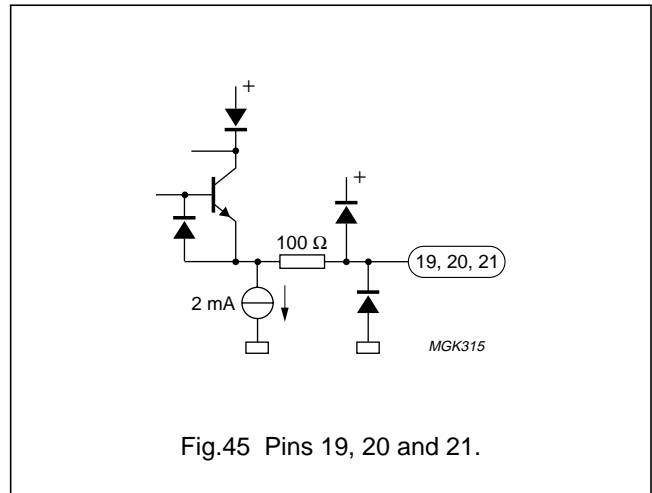 +
+
100 Ω
19, 20, 21
2 mA
MGK315
Fig.45 Pins 19, 20 and 21.